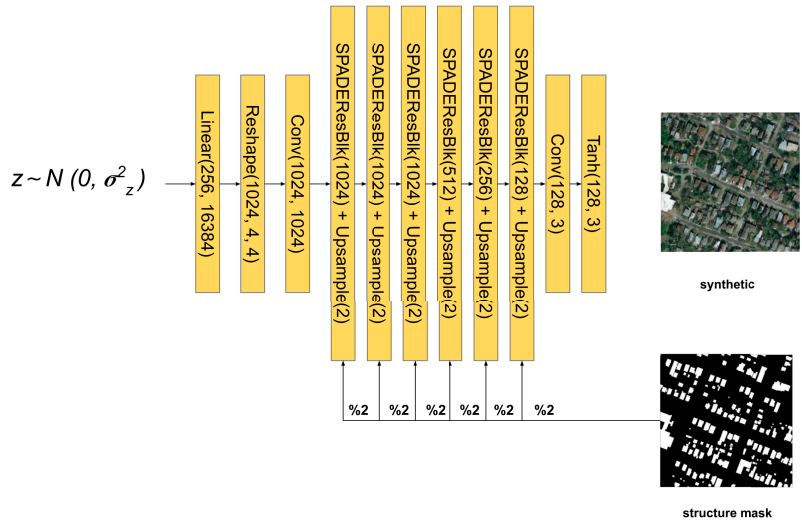 z ~ N (0, σ²z)
Linear(256, 16384)
Reshape(1024, 4, 4)
Conv(1024, 1024)
SPADEResBlk(1024) + Upsample(2)
SPADEResBlk(1024) + Upsample(2)
SPADEResBlk(1024) + Upsample(2)
SPADEResBlk(512) + Upsample(2)
SPADEResBlk(256) + Upsample(2)
SPADEResBlk(128) + Upsample(2)
Conv(128, 3)
Tanh(128, 3)
synthetic
%2 %2 %2 %2 %2 %2
structure mask